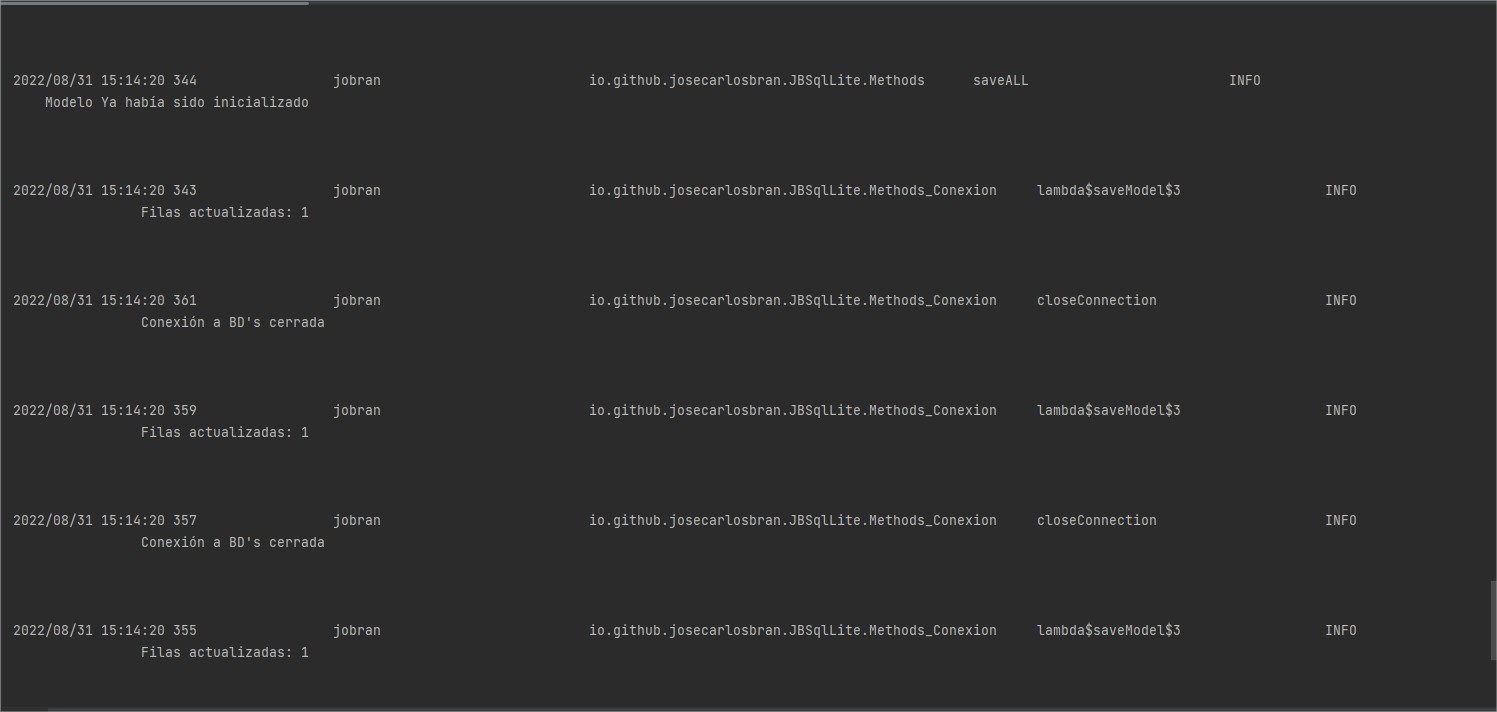 2022/08/31 15:14:20 344 jobran io.github.josecarlosbran.JBSqlLite.Methods saveALL INFO
Modelo Ya había sido inicializado
2022/08/31 15:14:20 343 jobran io.github.josecarlosbran.JBSqlLite.Methods_Conexion lambda$saveModel$3 INFO
Filas actualizadas: 1
2022/08/31 15:14:20 361 jobran io.github.josecarlosbran.JBSqlLite.Methods_Conexion closeConnection INFO
Conexión a BD's cerrada
2022/08/31 15:14:20 359 jobran io.github.josecarlosbran.JBSqlLite.Methods_Conexion lambda$saveModel$3 INFO
Filas actualizadas: 1
2022/08/31 15:14:20 357 jobran io.github.josecarlosbran.JBSqlLite.Methods_Conexion closeConnection INFO
Conexión a BD's cerrada
2022/08/31 15:14:20 355 jobran io.github.josecarlosbran.JBSqlLite.Methods_Conexion lambda$saveModel$3 INFO
Filas actualizadas: 1